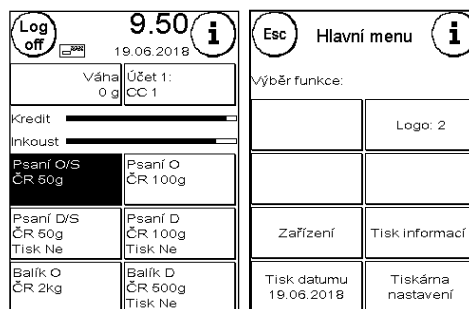 Log
off
9.50
i
19.06.2018
Váha
0 g
Účet 1:
CC 1
Kredit
Inkoust
Psaní O/S
ČR 50g
Psaní O
ČR 100g
Psaní D/S
ČR 50g
Tisk Ne
Psaní D
ČR 100g
Tisk Ne
Balík O
ČR 2kg
Balík D
ČR 500g
Tisk Ne
Esc
Hlavní menu
i
Výběr funkce:
Logo: 2
Zařízení
Tisk informací
Tisk datumu
19.06.2018
Tiskárna
nastavení